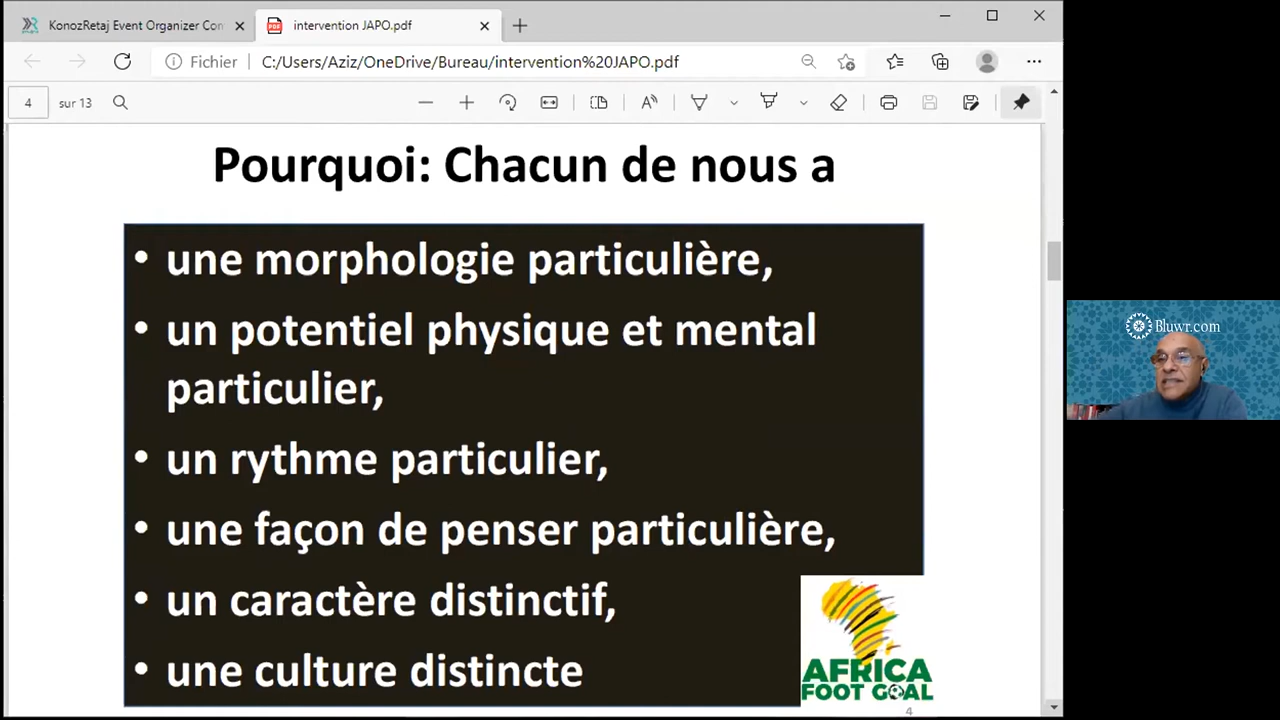 KonozRetaj Event Organizer Con
intervention JAPO.pdf
Fichier
C:/Users/Aziz/OneDrive/Bureau/intervention%20JAPO.pdf
4 sur 13
Pourquoi: Chacun de nous a
• une morphologie particulière,
• un potentiel physique et mental
particulier,
• un rythme particulier,
• une façon de penser particulière,
• un caractère distinctif,
• une culture distincte
AFRICA
FOOT GOAL
4
Bluwr.com